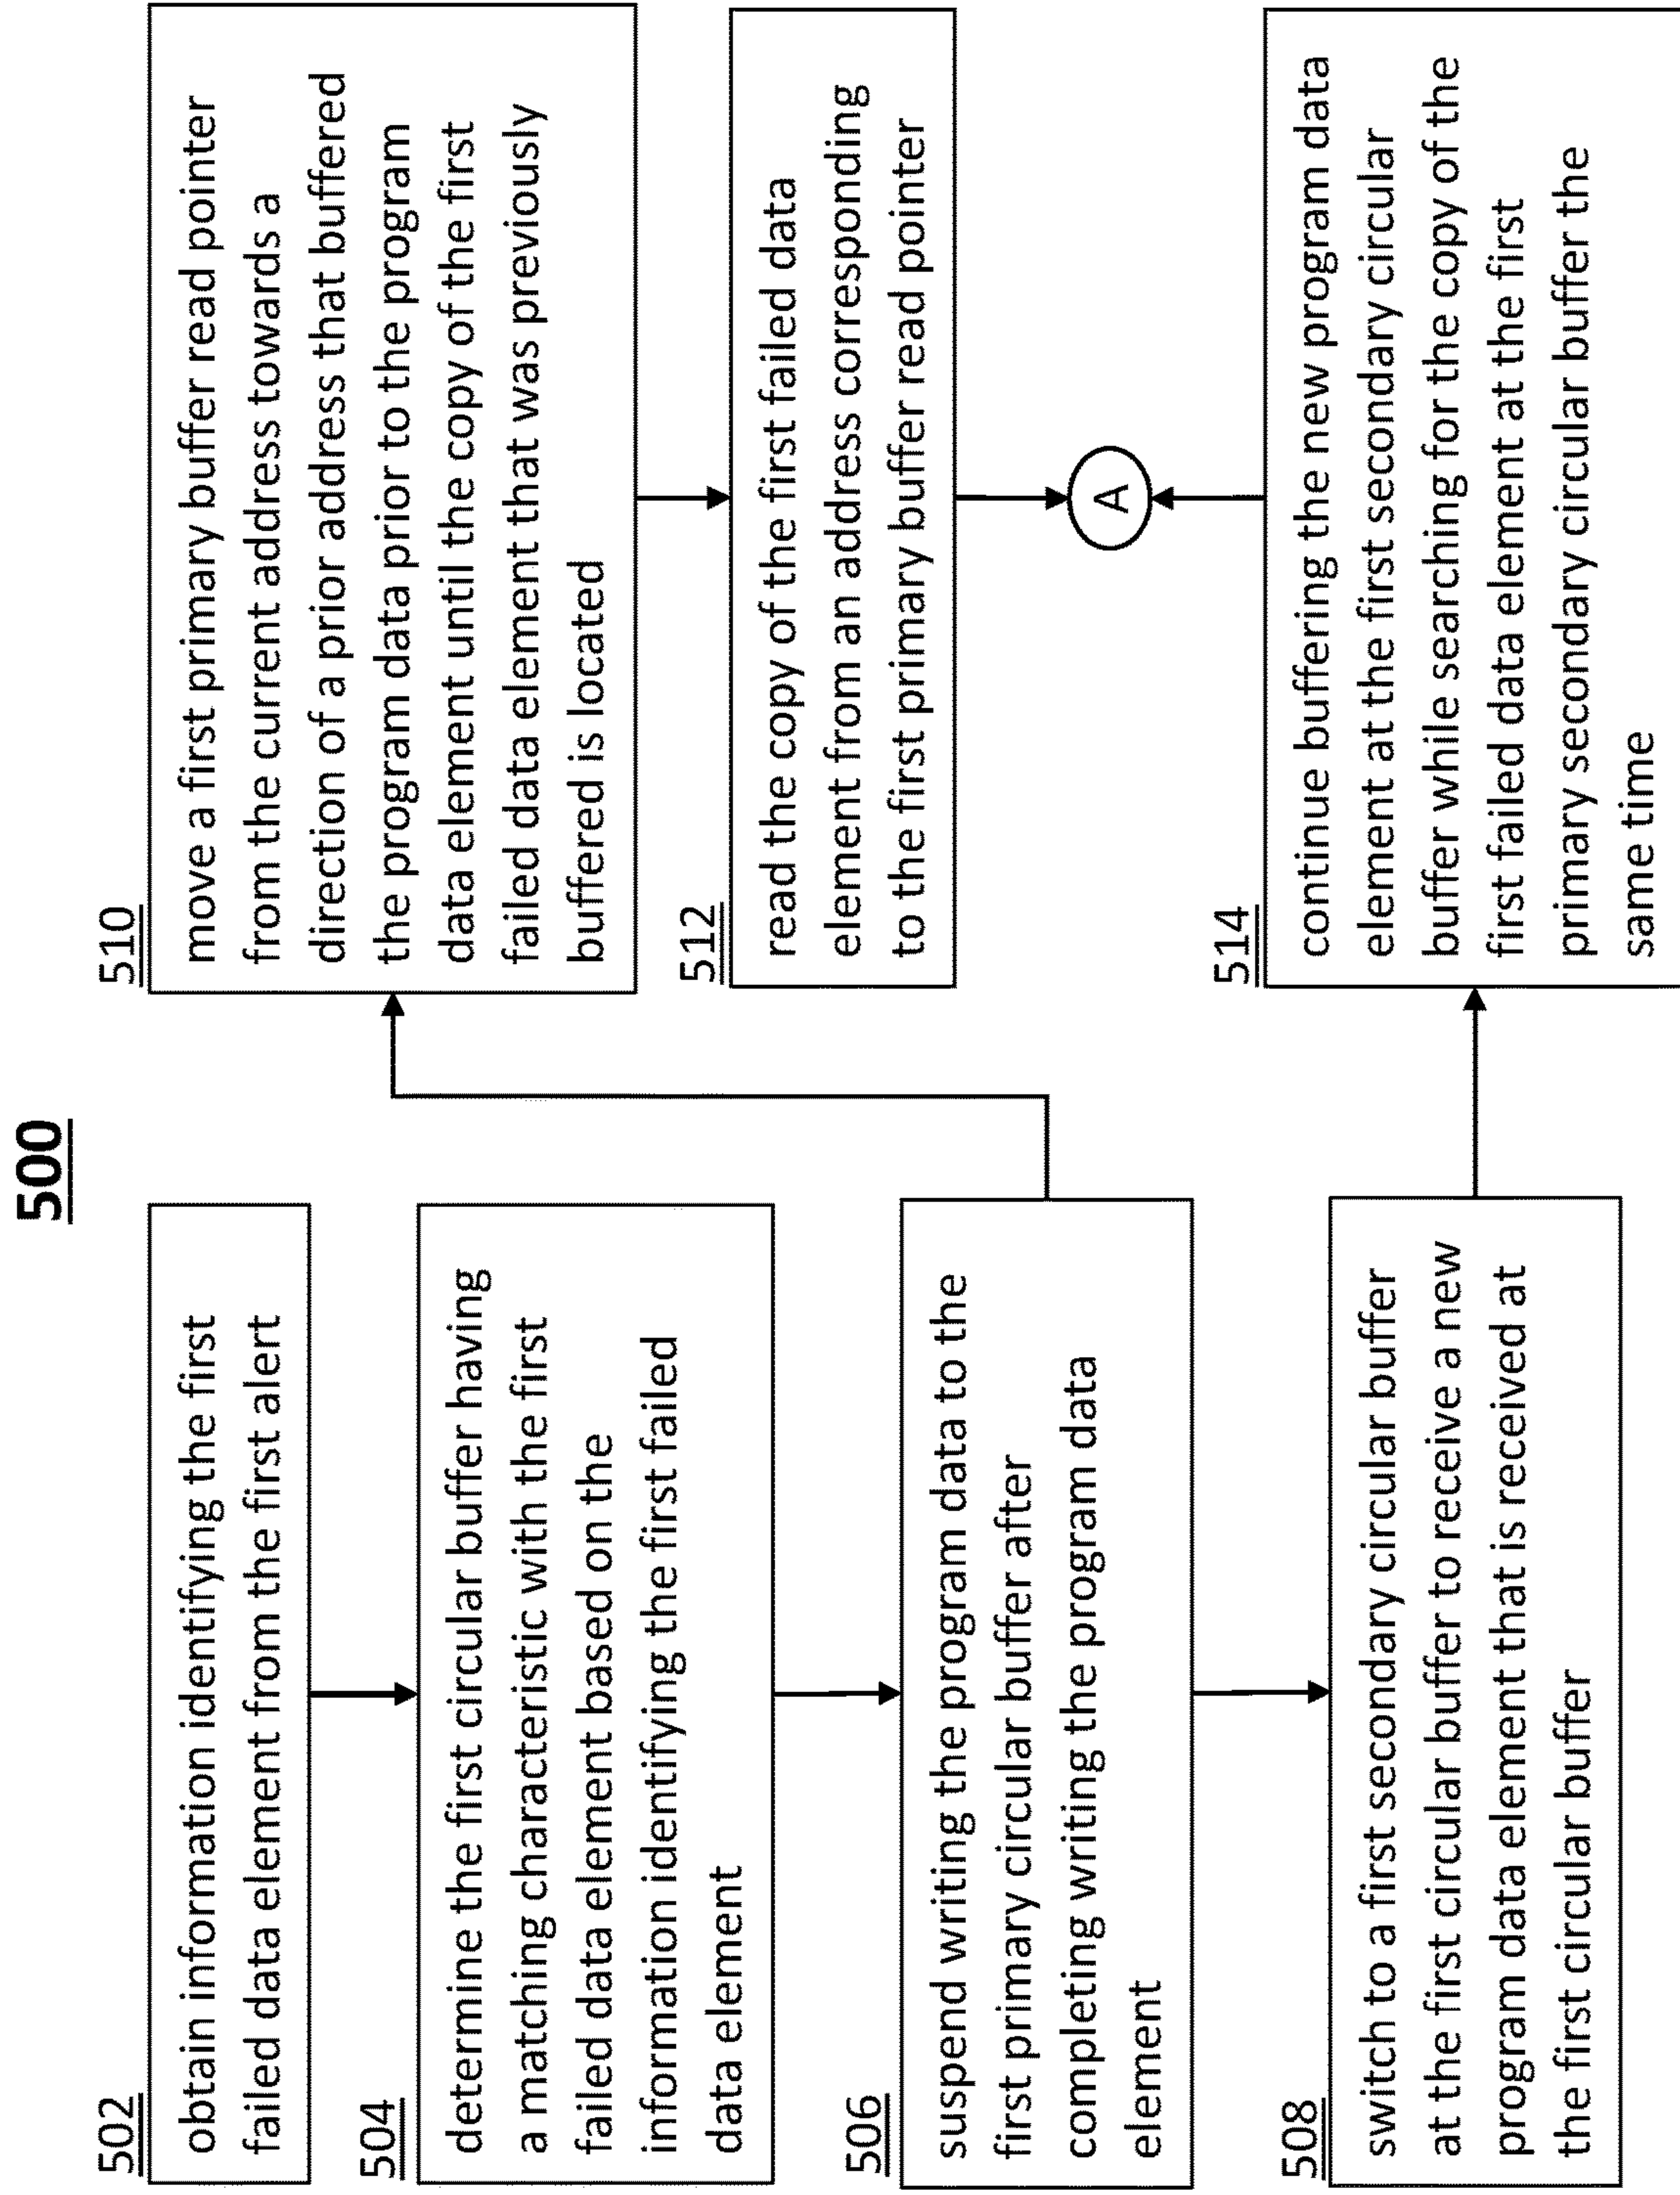 500
502
obtain information identifying the first
failed data element from the first alert
504
determine the first circular buffer having
a matching characteristic with the first
failed data element based on the
information identifying the first failed
data element
506
suspend writing the program data to the
first primary circular buffer after
completing writing the program data
element
508
switch to a first secondary circular buffer
at the first circular buffer to receive a new
program data element that is received at
the first circular buffer
510
move a first primary buffer read pointer
from the current address towards a
direction of a prior address that buffered
the program data prior to the program
data element until the copy of the first
failed data element that was previously
buffered is located
512
read the copy of the first failed data
element from an address corresponding
to the first primary buffer read pointer
A
514
continue buffering the new program data
element at the first secondary circular
buffer while searching for the copy of the
first failed data element at the first
primary secondary circular buffer the
same time